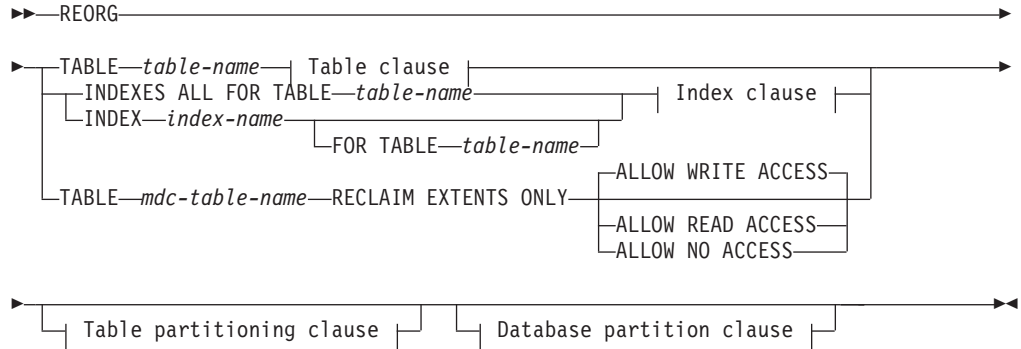 REORG
TABLE table-name Table clause
INDEXES ALL FOR TABLE table-name Index clause
INDEX index-name
FOR TABLE table-name
ALLOW WRITE ACCESS
TABLE mdc-table-name RECLAIM EXTENTS ONLY
ALLOW READ ACCESS
ALLOW NO ACCESS
Table partitioning clause Database partition clause